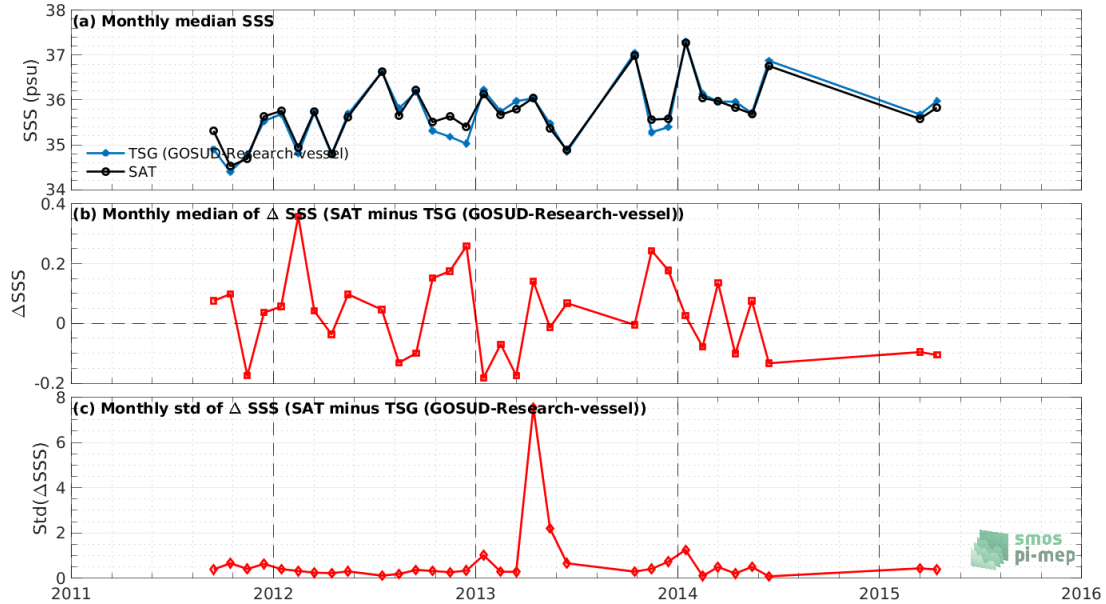 (a) Monthly median SSS
38
37
36
35
34
SSS (psu)
TSG (GOSUD-Research-vessel)
SAT
(b) Monthly median of Δ SSS (SAT minus TSG (GOSUD-Research-vessel))
0.4
0.2
0
-0.2
ΔSSS
(c) Monthly std of Δ SSS (SAT minus TSG (GOSUD-Research-vessel))
8
6
4
2
0
Std(ΔSSS)
smos
pi-mep
2011 2012 2013 2014 2015 2016